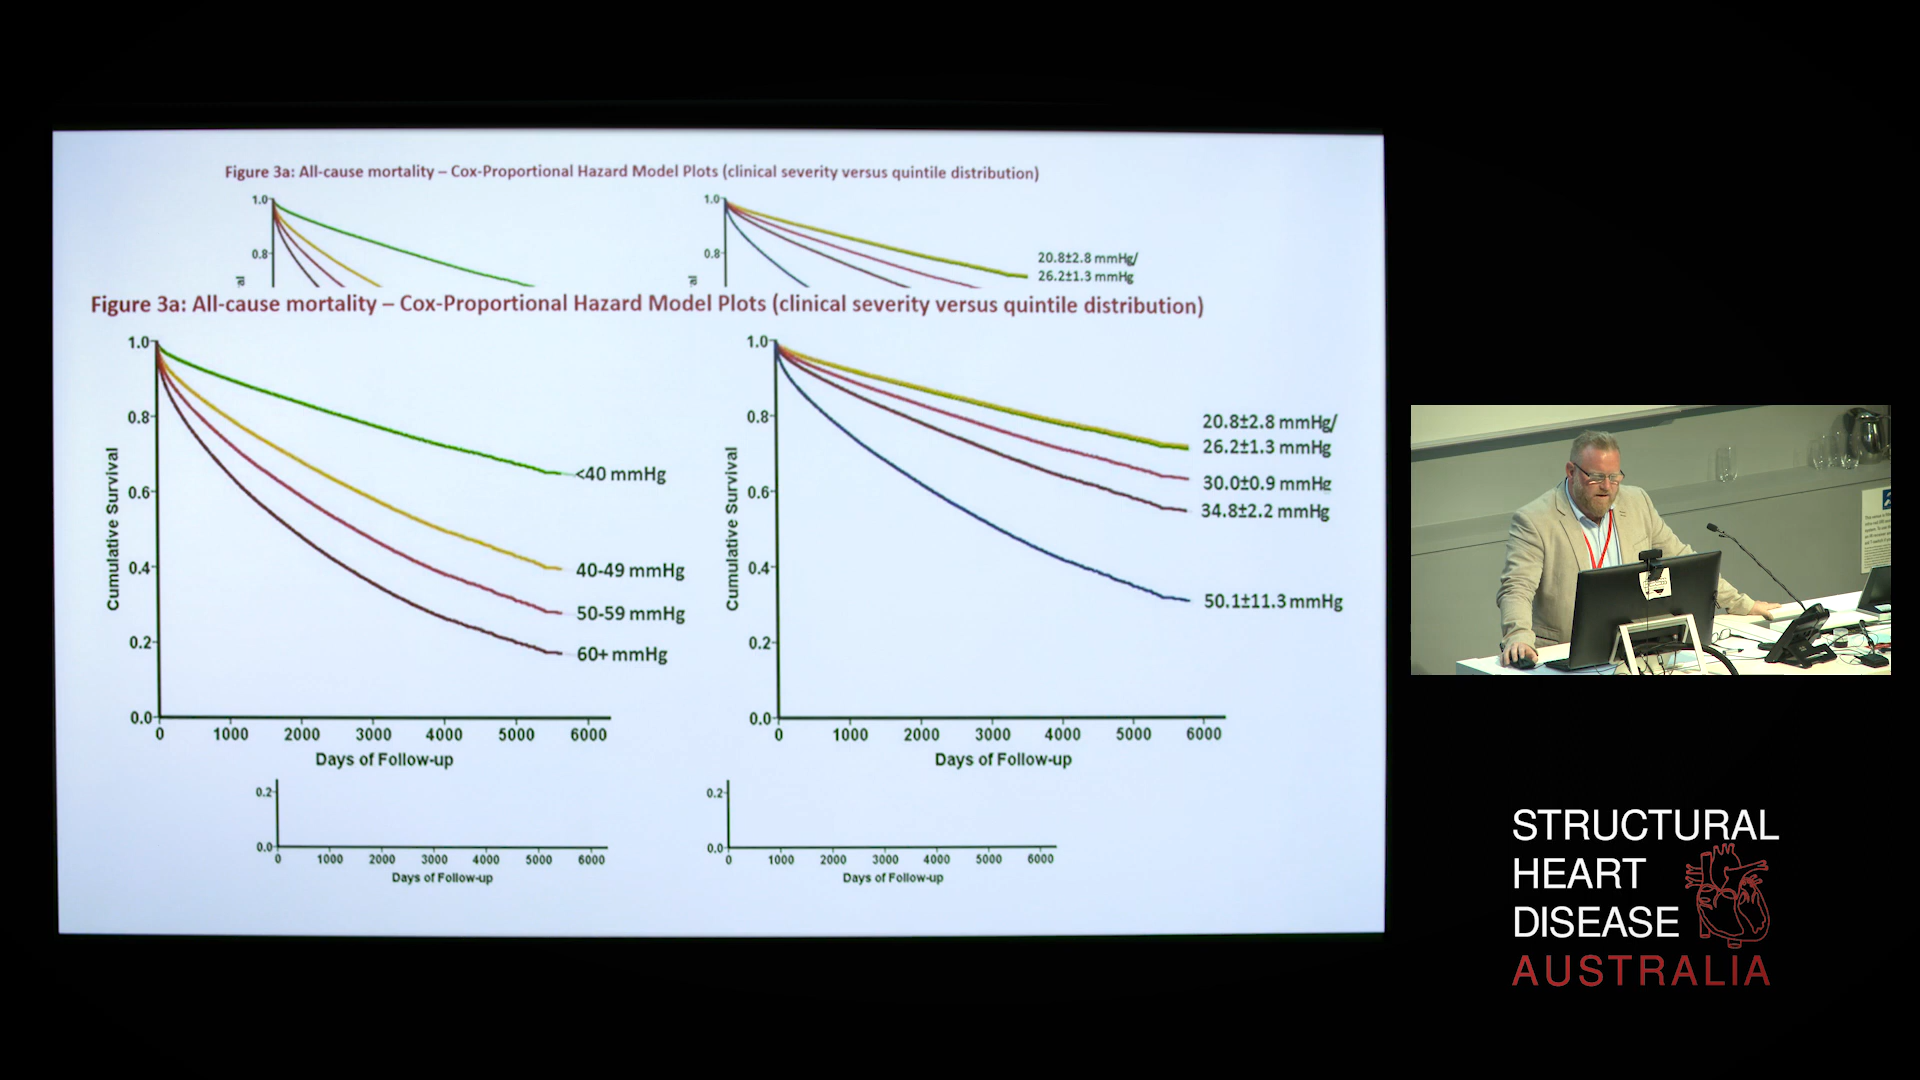 Figure 3a: All-cause mortality – Cox-Proportional Hazard Model Plots (clinical severity versus quintile distribution)
1.0
0.8
al
1.0
0.8
al
20.8±2.8 mmHg/
26.2±1.3 mmHg
Figure 3a: All-cause mortality – Cox-Proportional Hazard Model Plots (clinical severity versus quintile distribution)
1.0
0.8
0.6
0.4
0.2
0.0
Cumulative Survival
<40 mmHg
40-49 mmHg
50-59 mmHg
60+ mmHg
0 1000 2000 3000 4000 5000 6000
Days of Follow-up
1.0
0.8
0.6
0.4
0.2
0.0
Cumulative Survival
20.8±2.8 mmHg/
26.2±1.3 mmHg
30.0±0.9 mmHg
34.8±2.2 mmHg
50.1±11.3 mmHg
0 1000 2000 3000 4000 5000 6000
Days of Follow-up
0.2
0.0
0 1000 2000 3000 4000 5000 6000
Days of Follow-up
0.2
0.0
0 1000 2000 3000 4000 5000 6000
Days of Follow-up
STRUCTURAL
HEART
DISEASE
AUSTRALIA